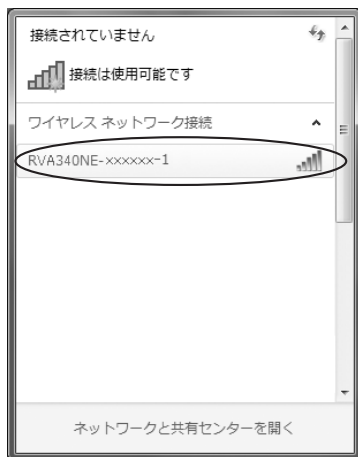 接続されていません
接続は使用可能です
ワイヤレス ネットワーク接続
RVA340NE-××××××-1
ネットワークと共有センターを開く